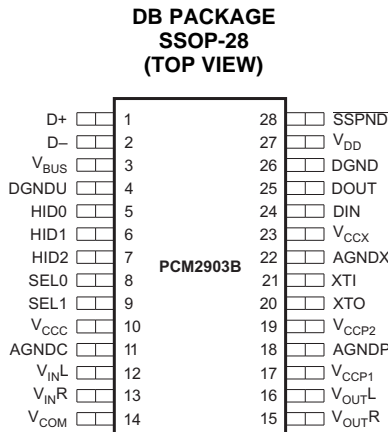 DB PACKAGE
SSOP-28
(TOP VIEW)
D+ 1 28 SSPND
D– 2 27 VDD
VBUS 3 26 DGND
DGNDU 4 25 DOUT
HID0 5 24 DIN
HID1 6 23 VCCX
HID2 7 22 AGNDX
PCM2903B
SEL0 8 21 XTI
SEL1 9 20 XTO
VCCC 10 19 VCCP2
AGNDC 11 18 AGNDP
VINL 12 17 VCCP1
VINR 13 16 VOUTL
VCOM 14 15 VOUTR